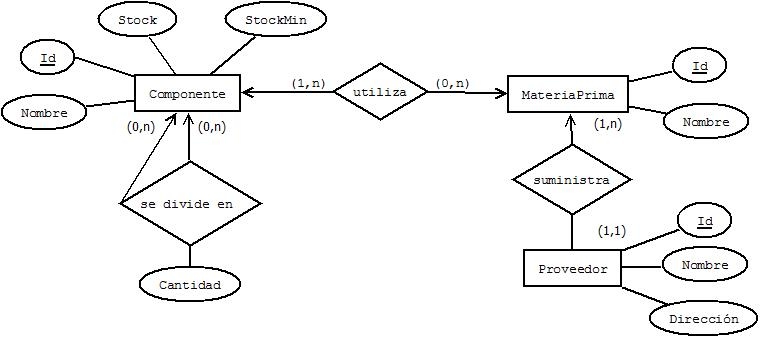 Stock
StockMin
Id
Componente
(1,n)
utiliza
(0,n)
MateriaPrima
Id
Nombre
(0,n)
(0,n)
(1,n)
Nombre
se divide en
suministra
(1,1)
Id
Proveedor
Nombre
Cantidad
Dirección